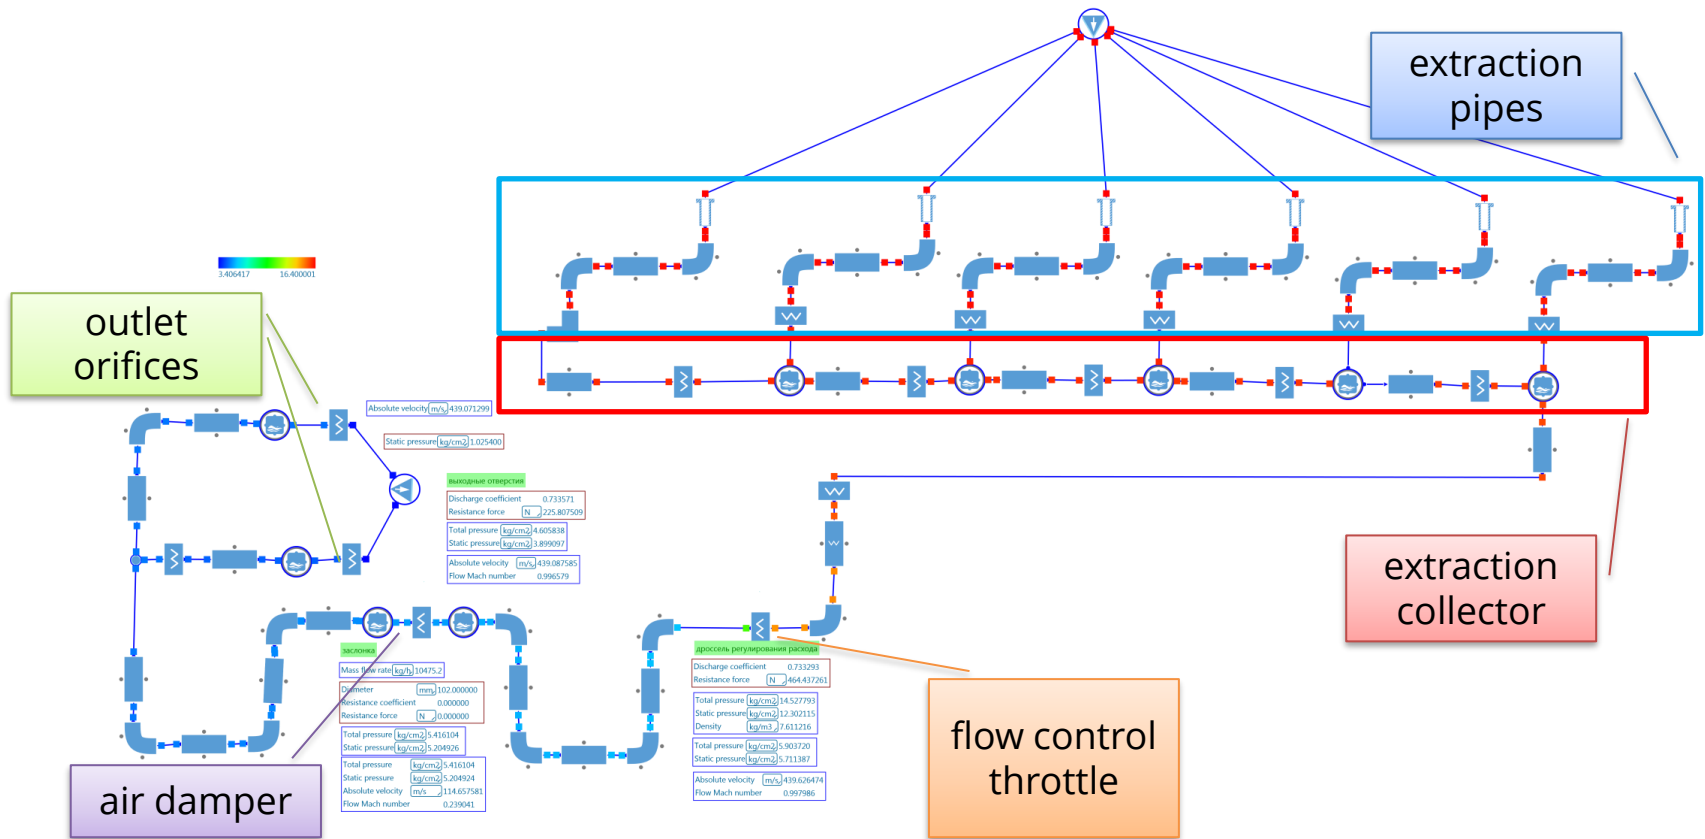 extraction
pipes
3.406417 16.400001
outlet
orifices
Absolute velocity m/s 439.071299
Static pressure kg/cm2 1.025400
выходные отверстия
Discharge coefficient 0.733571
Resistance force N 225.807509
Total pressure kg/cm2 4.605838
Static pressure kg/cm2 3.899097
Absolute velocity m/s 439.087585
Flow Mach number 0.996579
extraction
collector
заслонка
Mass flow rate kg/h 10475.2
Diameter mm 102.000000
Resistance coefficient 0.000000
Resistance force N 0.000000
Total pressure kg/cm2 5.416104
Static pressure kg/cm2 5.204926
Total pressure kg/cm2 5.416104
Static pressure kg/cm2 5.204924
Absolute velocity m/s 114.657581
Flow Mach number 0.239041
дроссель регулирования расхода
Discharge coefficient 0.733293
Resistance force N 464.437261
Total pressure kg/cm2 14.527793
Static pressure kg/cm2 12.302115
Density kg/m3 7.611216
Total pressure kg/cm2 5.903720
Static pressure kg/cm2 5.711387
Absolute velocity m/s 439.626474
Flow Mach number 0.997986
air damper
flow control
throttle